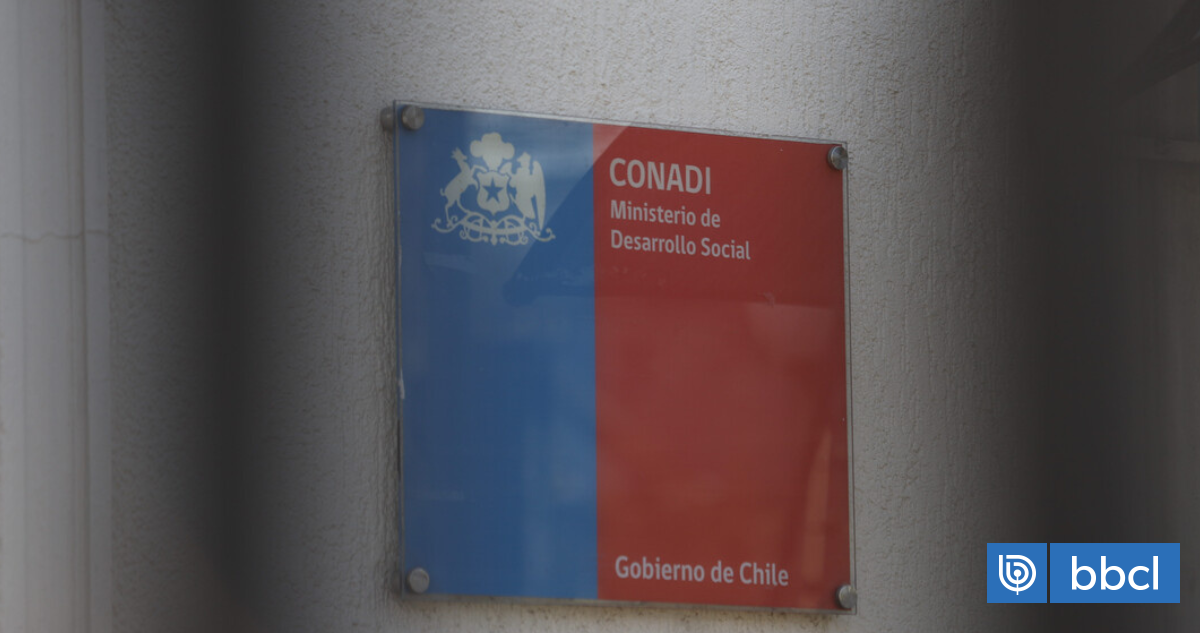 CONADI
Ministerio de
Desarrollo Social
Gobierno de Chile
bbcl